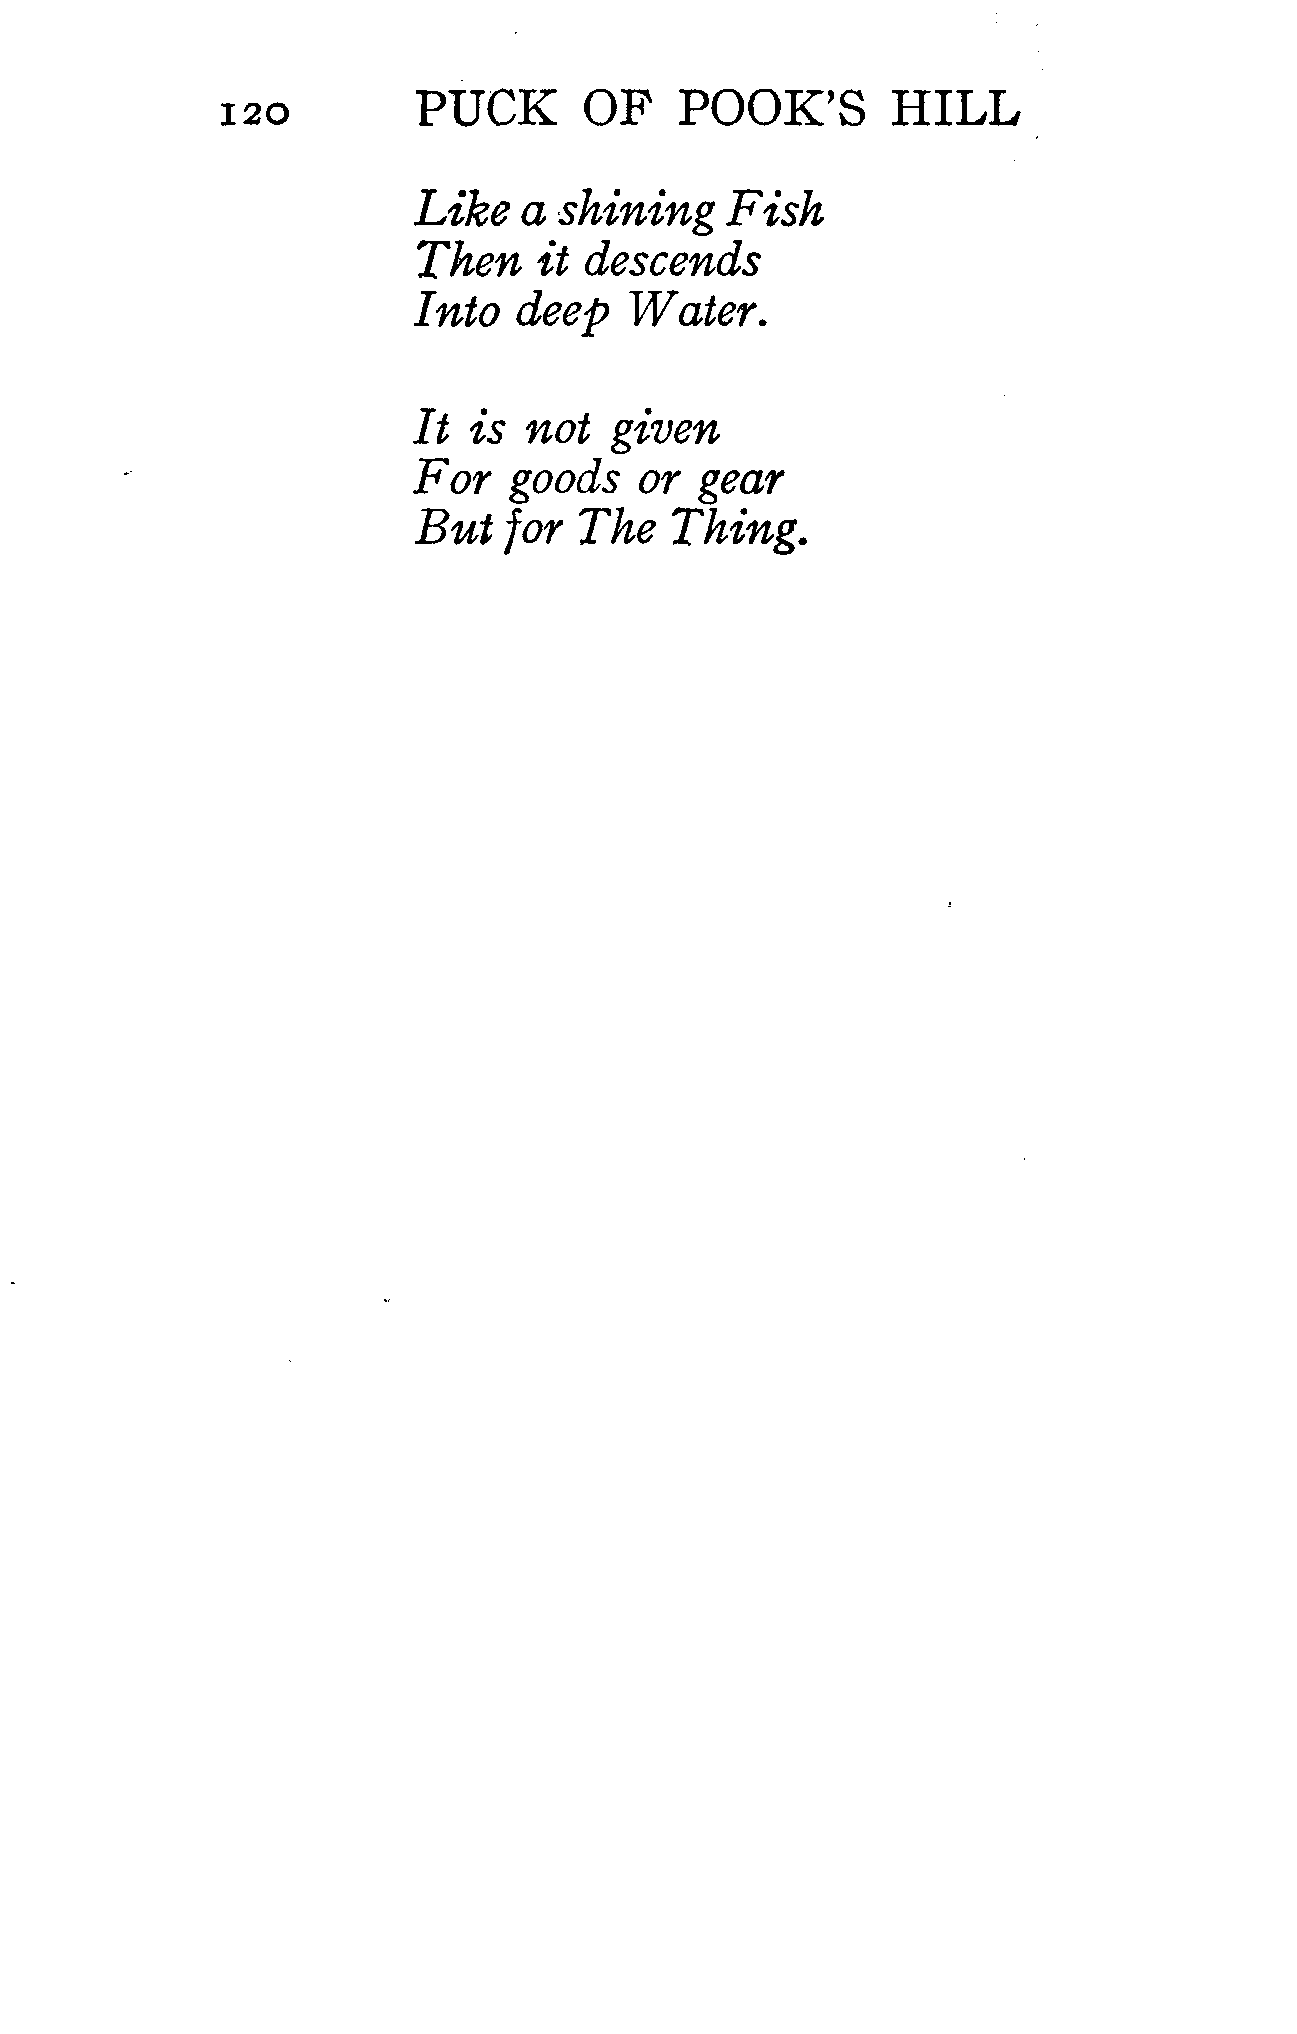 120 PUCK OF POOK'S HILL
Like a shining Fish
Then it descends
Into deep Water.
It is not given
For goods or gear
But for The Thing.